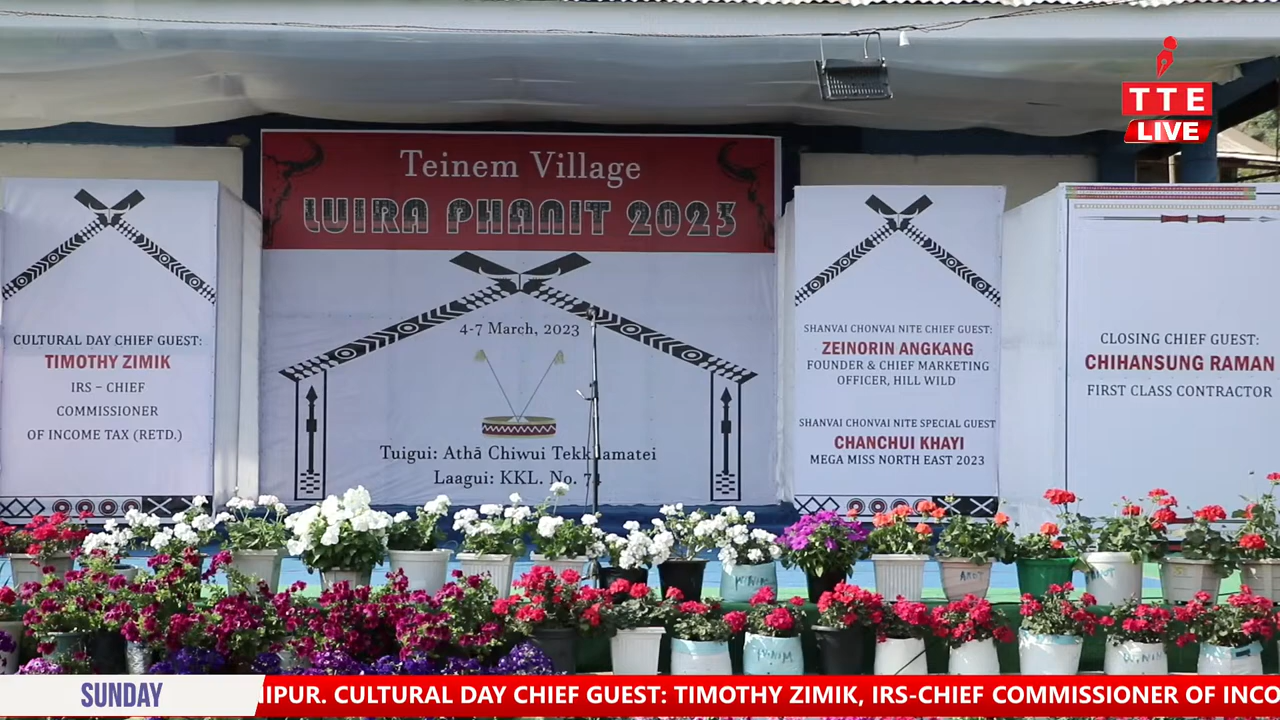 TTE
LIVE
Teinem Village
LUIRA PHANIT 2023
4-7 March, 2023
Tuigui: Athā Chiwui Tekklamatei
Laagui: KKL. No. 74
CULTURAL DAY CHIEF GUEST:
TIMOTHY ZIMIK
IRS – CHIEF
COMMISSIONER
OF INCOME TAX (RETD.)
SHANVAI CHONVAI NITE CHIEF GUEST:
ZEINORIN ANGKANG
FOUNDER & CHIEF MARKETING
OFFICER, HILL WILD
SHANVAI CHONVAI NITE SPECIAL GUEST
CHANCHUI KHAYI
MEGA MISS NORTH EAST 2023
CLOSING CHIEF GUEST:
CHIHANSUNG RAMAN
FIRST CLASS CONTRACTOR
SUNDAY
NIPUR. CULTURAL DAY CHIEF GUEST: TIMOTHY ZIMIK, IRS-CHIEF COMMISSIONER OF INCO